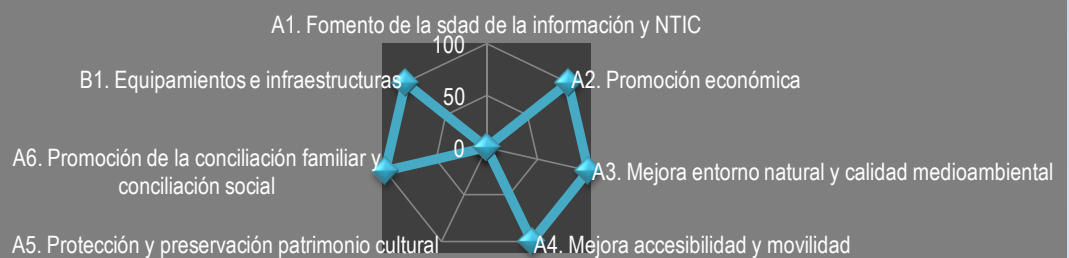 A1. Fomento de la sdad de la información y NTIC
100
B1. Equipamientos e infraestructuras
A2. Promoción económica
50
0
A6. Promoción de la conciliación familiar y
conciliación social
A3. Mejora entorno natural y calidad medioambiental
A5. Protección y preservación patrimonio cultural
A4. Mejora accesibilidad y movilidad